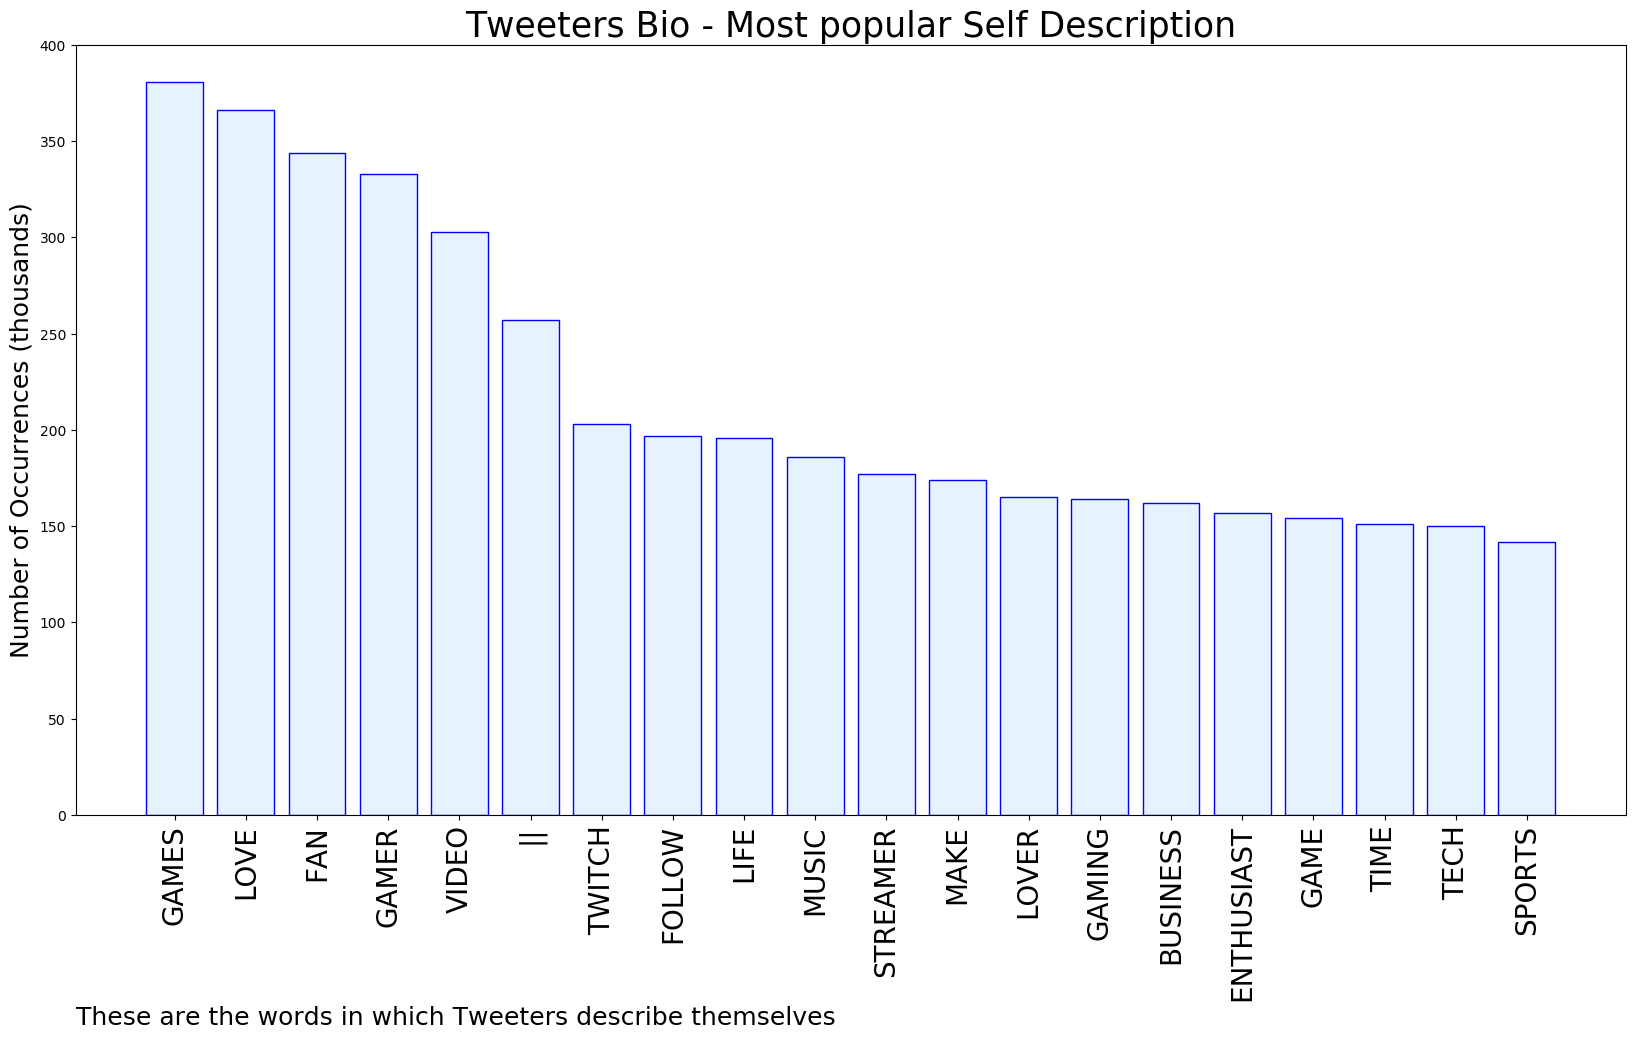 Tweeters Bio - Most popular Self Description
Number of Occurrences (thousands)
400
350
300
250
200
150
100
50
0
GAMES
LOVE
FAN
GAMER
VIDEO
||
TWITCH
FOLLOW
LIFE
MUSIC
STREAMER
MAKE
LOVER
GAMING
BUSINESS
ENTHUSIAST
GAME
TIME
TECH
SPORTS
These are the words in which Tweeters describe themselves